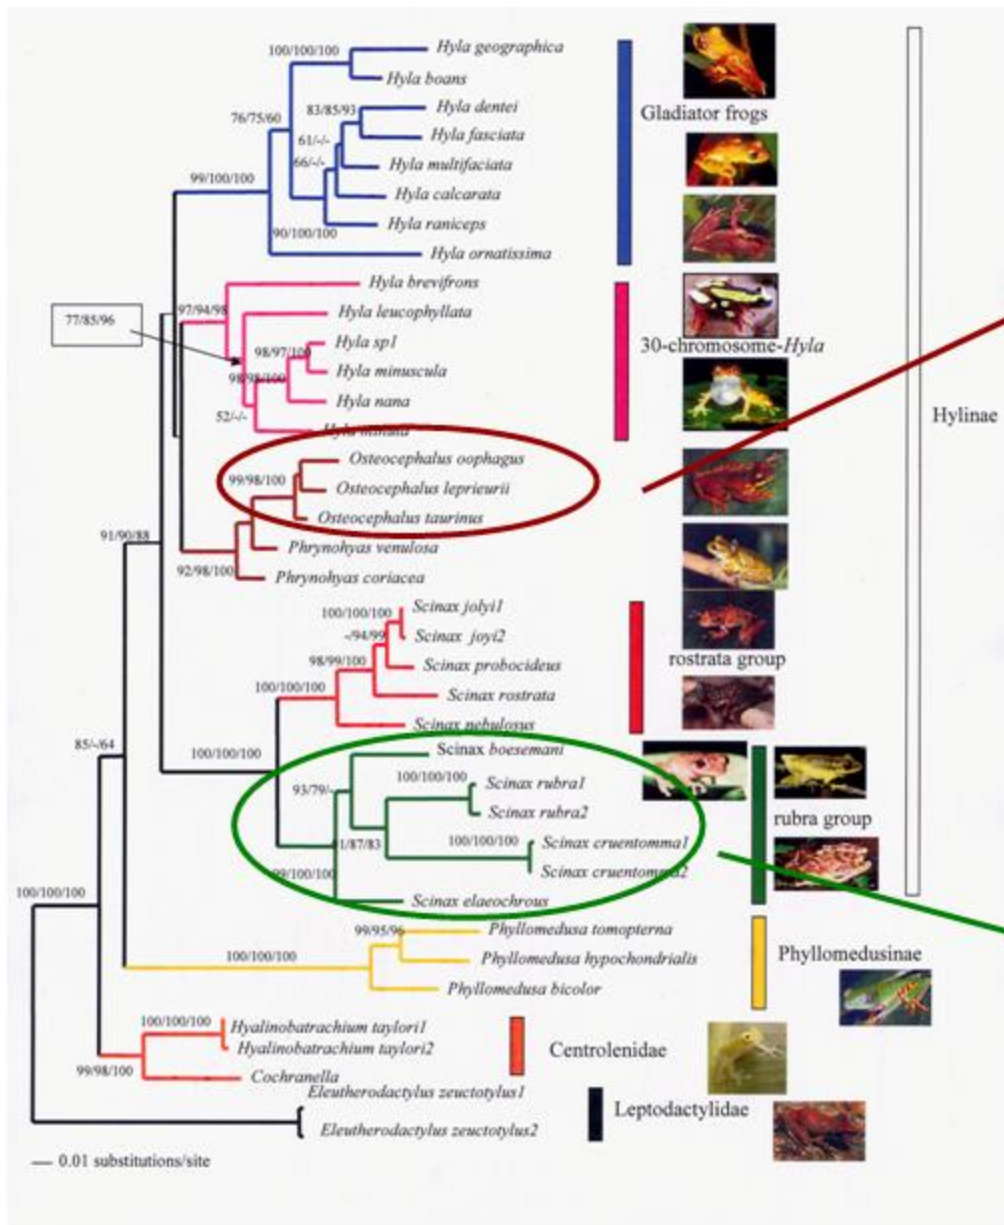 100/100/100
Hyla geographica
Hyla boans
76/75/60
83/85/93
Hyla dentei
61/-/-
Hyla fasciata
66/-/-
Hyla multifaciata
Hyla calcarata
99/100/100
Hyla raniceps
90/100/100
Hyla ornatissima
Gladiator frogs
Hyla brevifrons
97/94/98
Hyla leucophyllata
77/85/96
Hyla sp1
98/97/100
Hyla minuscula
98/98/100
Hyla nana
52/-/-
30-chromosome-Hyla
Hylinae
Osteocephalus oophagus
99/98/100
Osteocephalus leprieurii
Osteocephalus taurinus
91/90/88
Phrynohyas venulosa
92/98/100
Phrynohyas coriacea
100/100/100
Scinax jolyi1
-/94/99
Scinax joyi2
98/99/100
Scinax probocideus
100/100/100
Scinax rostrata
Scinax nebulosus
rostrata group
85/-/64
100/100/100
Scinax boesemani
93/79/-
100/100/100
Scinax rubra1
Scinax rubra2
rubra group
/87/83
100/100/100
Scinax cruentomma1
Scinax cruentomma2
99/100/100
Scinax elaeochrous
100/100/100
99/95/96
Phyllomedusa tomopterna
100/100/100
Phyllomedusa hypochondrialis
Phyllomedusa bicolor
Phyllomedusinae
100/100/100
Hyalinobatrachium taylori1
Hyalinobatrachium taylori2
99/98/100
Cochranella
Centrolenidae
Eleutherodactylus zeuctotylus1
Eleutherodactylus zeuctotylus2
Leptodactylidae
0.01 substitutions/site